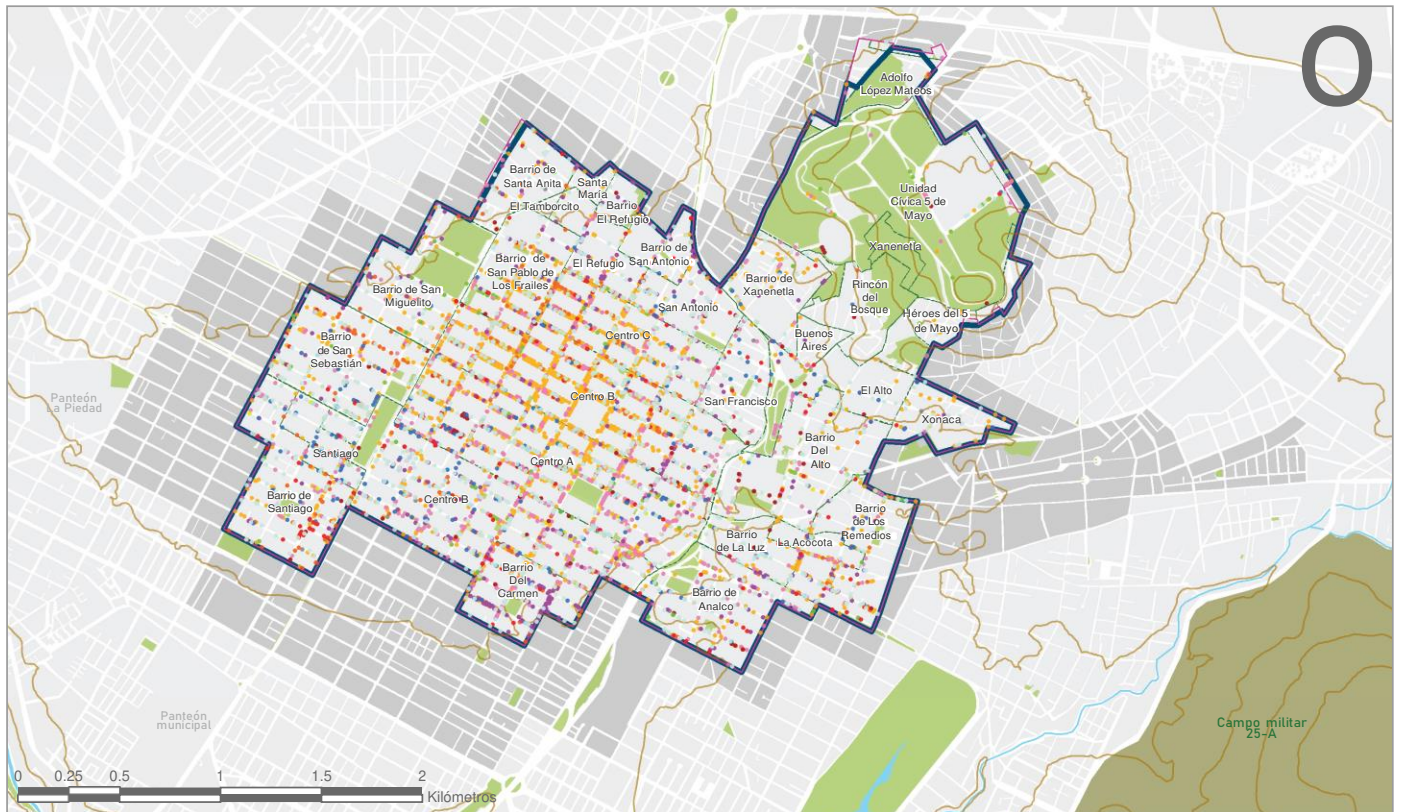 O
Adolfo
López Mateos
Barrio de
Santa Anita
Santa
María
El Tamborcito
Barrio
El Refugio
Unidad
Cívica 5 de
Mayo
Xanenetla
Barrio de
San Pablo de
Los Frailes
El Refugio
Barrio de
San Antonio
Barrio de
Xanenetla
Barrio de San
Miguelito
San Antonio
Rincón
del
Bosque
Héroes del 5
de Mayo
Barrio
de San
Sebastián
Centro C
Buenos
Aires
Panteón
La Piedad
Centro B
San Francisco
El Alto
Xonaca
Santiago
Centro A
Barrio
Del
Alto
Barrio de
Santiago
Centro B
Barrio
de Los
Remedios
Barrio
de La Luz
La Acocota
Barrio
Del
Carmen
Barrio de
Analco
Panteón
municipal
Campo militar
25-A
0 0.25 0.5 1 1.5 2
Kilómetros